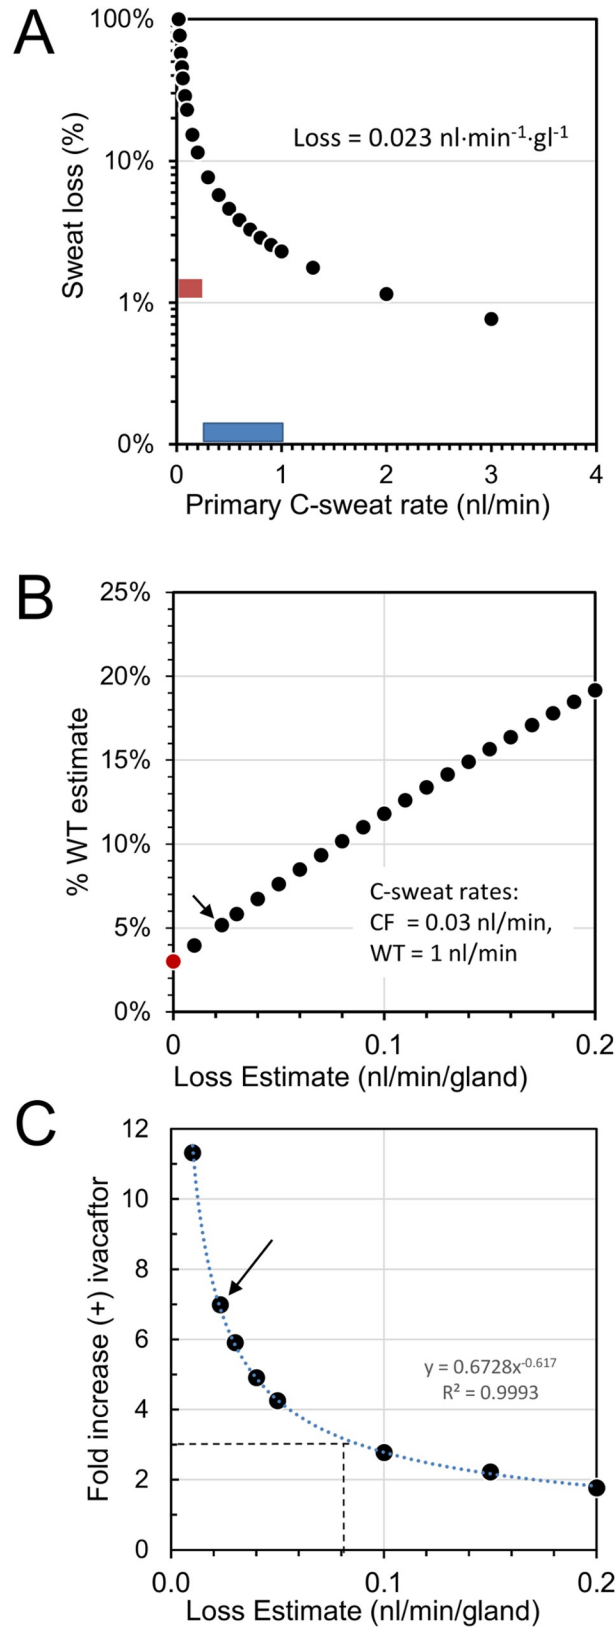 A
100%
10%
1%
0%
Sweat loss (%)
Loss = 0.023 nl·min⁻¹·gl⁻¹
0 1 2 3 4
Primary C-sweat rate (nl/min)
B
25%
20%
15%
10%
5%
0%
% WT estimate
C-sweat rates:
CF = 0.03 nl/min,
WT = 1 nl/min
0 0.1 0.2
Loss Estimate (nl/min/gland)
C
12
10
8
6
4
2
0
Fold increase (+) ivacaftor
y = 0.6728x⁻⁰·⁶¹⁷
R² = 0.9993
0.0 0.1 0.2
Loss Estimate (nl/min/gland)